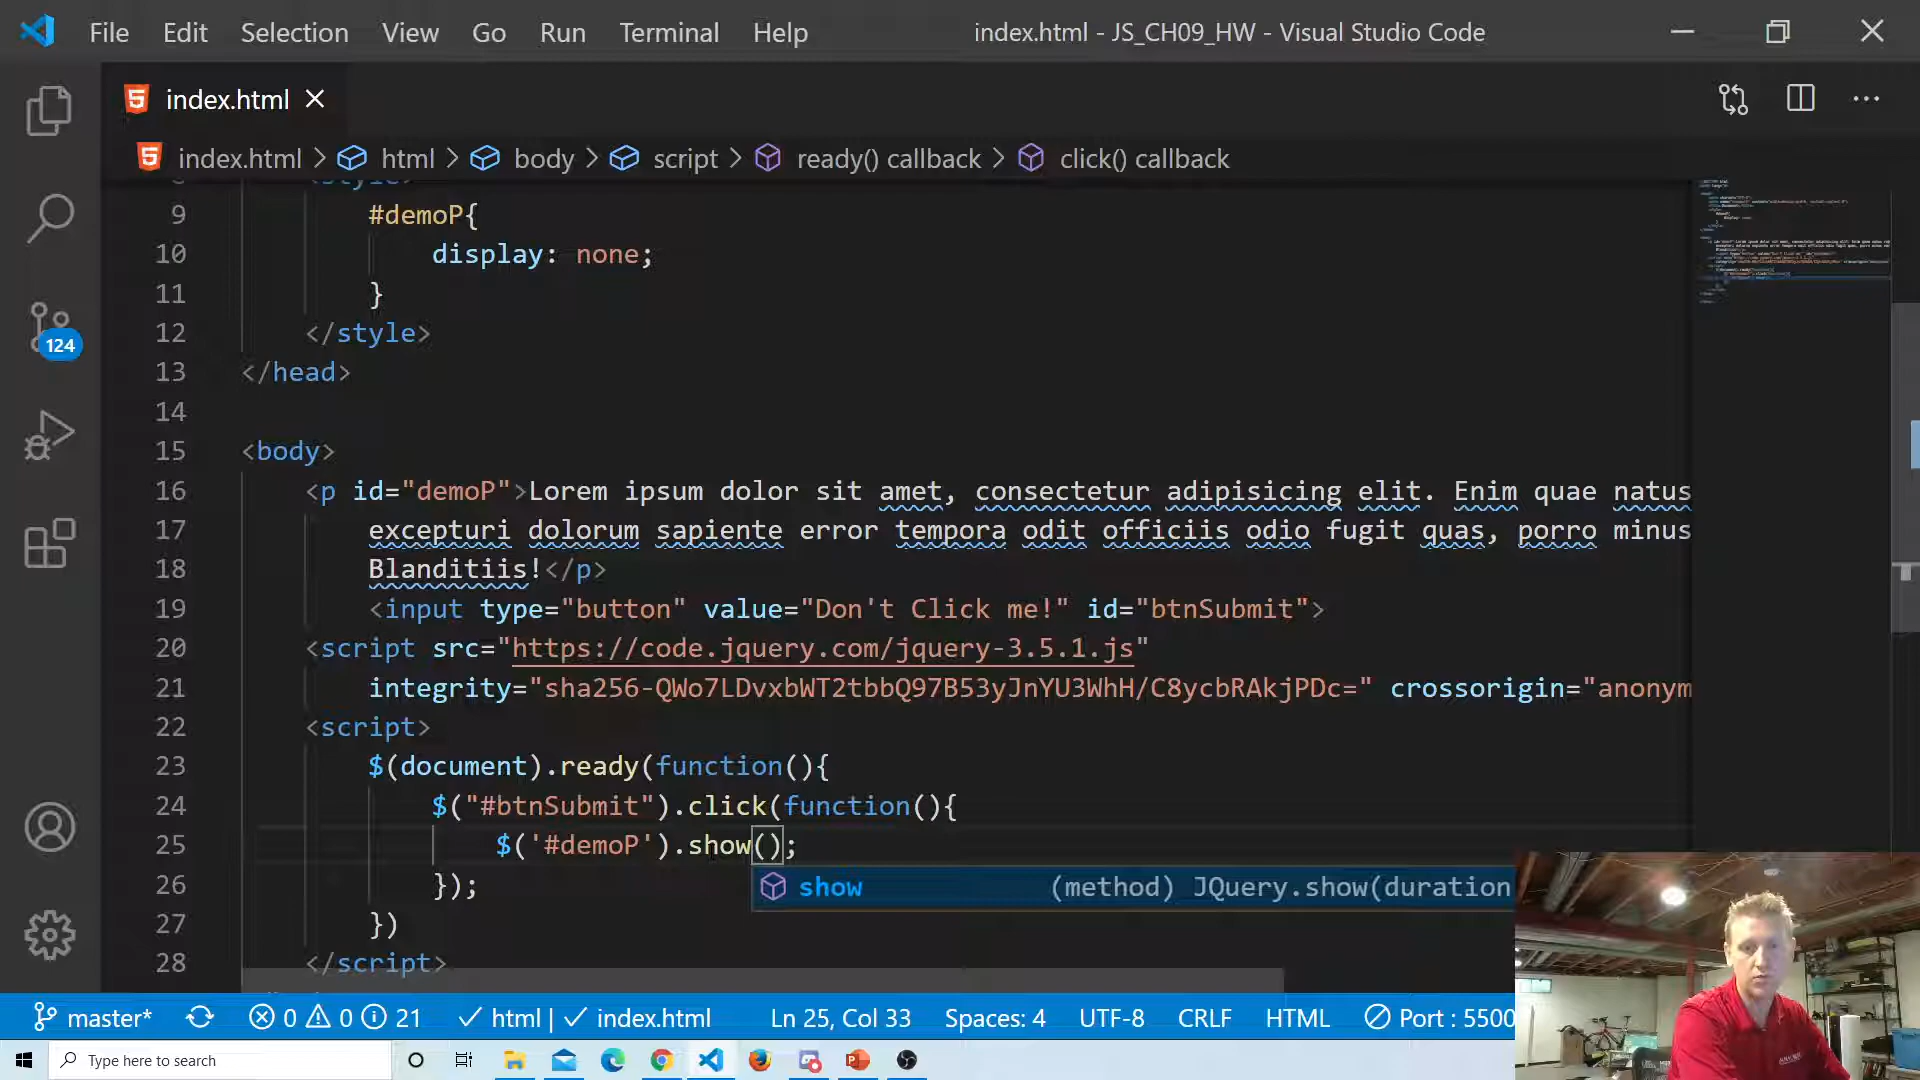 File Edit Selection View Go Run Terminal Help index.html - JS_CH09_HW - Visual Studio Code
index.html
index.html > html > body > script > ready() callback > click() callback
9 #demoP{
10 display: none;
11 }
12 </style>
13 </head>
14
15 <body>
16 <p id="demoP">Lorem ipsum dolor sit amet, consectetur adipisicing elit. Enim quae natus
17 excepturi dolorum sapiente error tempora odit officiis odio fugit quas, porro minus
18 Blanditiis!</p>
19 <input type="button" value="Don't Click me!" id="btnSubmit">
20 <script src="https://code.jquery.com/jquery-3.5.1.js"
21 integrity="sha256-QWo7LDvxbWT2tbbQ97B53yJnYU3WhH/C8ycbRAkjPDc=" crossorigin="anonym
22 <script>
23 $(document).ready(function(){
24 $("#btnSubmit").click(function(){
25 $('#demoP').show();
26 });
show (method) JQuery.show(duration
27 })
28 </script>
124
master* 0 0 21 html | index.html Ln 25, Col 33 Spaces: 4 UTF-8 CRLF HTML Port : 5500
Type here to search